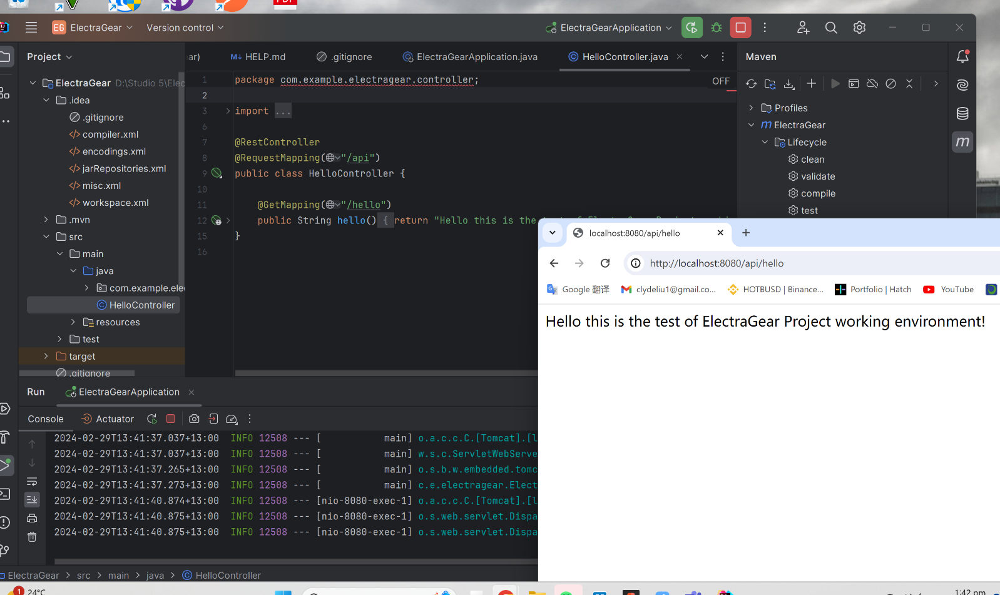 EG ElectraGear Version control ElectraGearApplication
Project ar) M↓ HELP.md .gitignore ElectraGearApplication.java HelloController.java Maven
ElectraGear D:\Studio 5\Elec
.idea
.gitignore
compiler.xml
encodings.xml
jarRepositories.xml
misc.xml
workspace.xml
.mvn
src
main
java
com.example.ele
HelloController
resources
test
target
.gitignore
1 package com.example.electragear.controller; OFF
2
3 import ...
6
7 @RestController
8 @RequestMapping("/api")
9 public class HelloController {
10
11 @GetMapping("/hello")
12 public String hello() { return "Hello this is the
15 }
16
Profiles
m ElectraGear
Lifecycle
clean
validate
compile
test
m
localhost:8080/api/hello
http://localhost:8080/api/hello
Google 翻译 clydeliu1@gmail.co... HOTBUSD | Binance... Portfolio | Hatch YouTube
Hello this is the test of ElectraGear Project working environment!
Run ElectraGearApplication
Console Actuator
2024-02-29T13:41:37.037+13:00 INFO 12508 --- [ main] o.a.c.c.C.[Tomcat].[l
2024-02-29T13:41:37.037+13:00 INFO 12508 --- [ main] w.s.c.ServletWebServe
2024-02-29T13:41:37.265+13:00 INFO 12508 --- [ main] o.s.b.w.embedded.tomc
2024-02-29T13:41:37.273+13:00 INFO 12508 --- [ main] c.e.electragear.Elect
2024-02-29T13:41:40.874+13:00 INFO 12508 --- [nio-8080-exec-1] o.a.c.c.C.[Tomcat].[l
2024-02-29T13:41:40.875+13:00 INFO 12508 --- [nio-8080-exec-1] o.s.web.servlet.Dispa
2024-02-29T13:41:40.875+13:00 INFO 12508 --- [nio-8080-exec-1] o.s.web.servlet.Dispa
ElectraGear > src > main > java > HelloController
1 24°C
1:42 pm